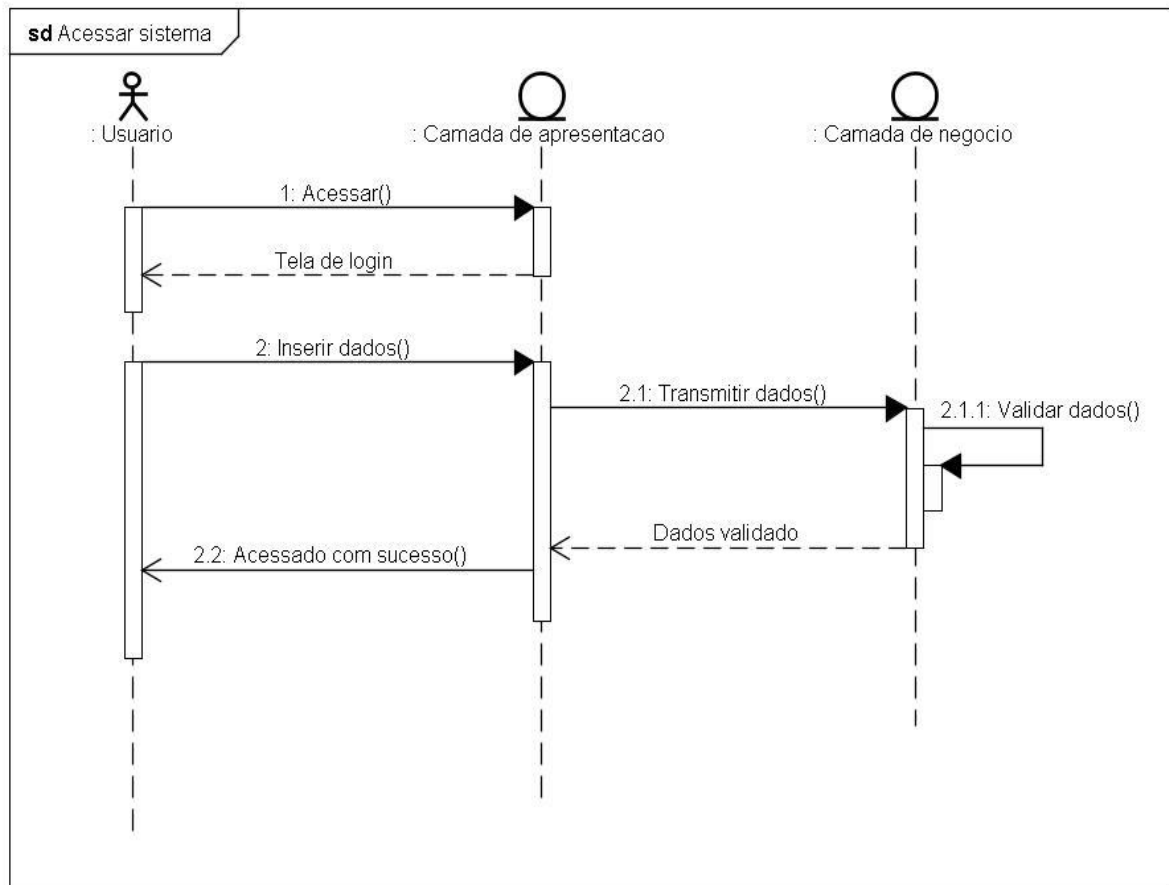 sd Acessar sistema
: Usuario
: Camada de apresentacao
: Camada de negocio
1: Acessar()
Tela de login
2: Inserir dados()
2.1: Transmitir dados()
2.1.1: Validar dados()
Dados validado
2.2: Acessado com sucesso()